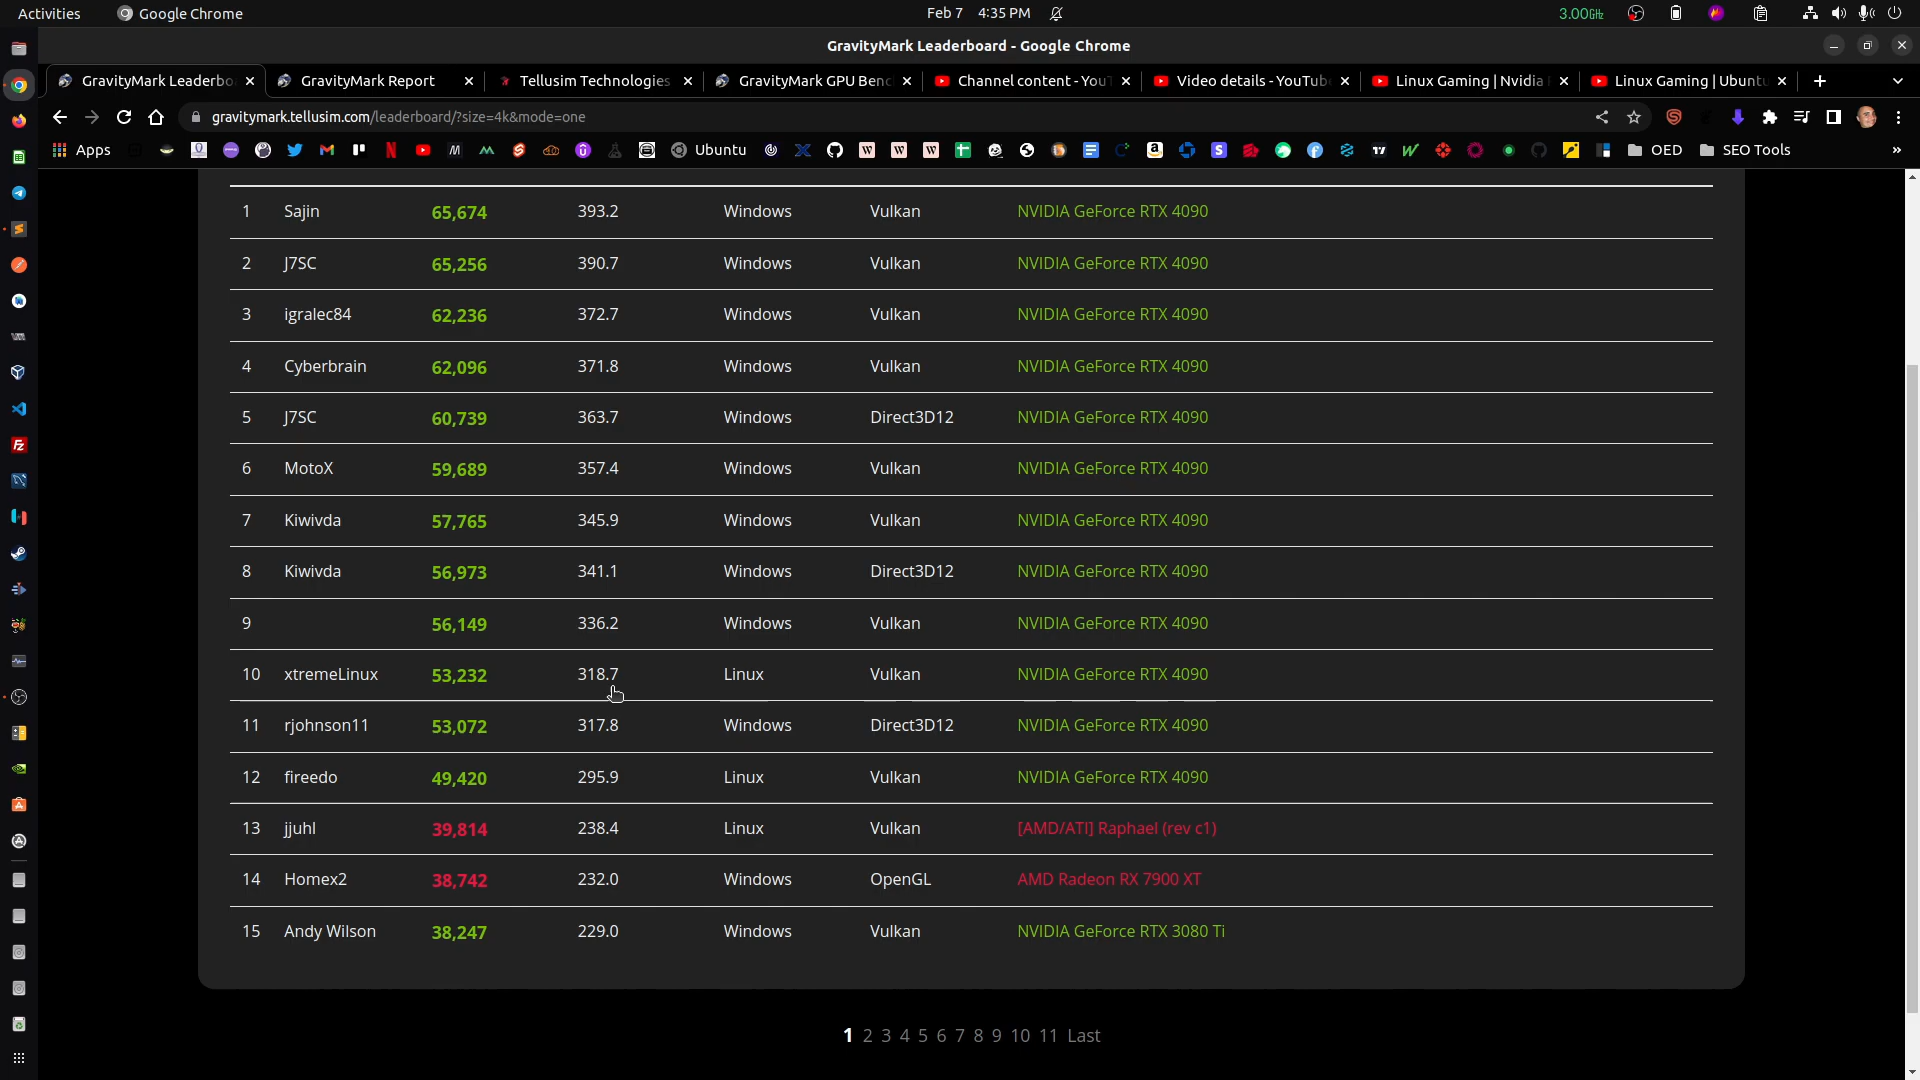 Activities Google Chrome Feb 7 4:35 PM 3.00GHz
GravityMark Leaderboard - Google Chrome
GravityMark Leaderbo GravityMark Report Tellusim Technologies GravityMark GPU Benc Channel content - You Video details - YouTub Linux Gaming | Nvidia Linux Gaming | Ubuntu
gravitymark.tellusim.com/leaderboard/?size=4k&mode=one
Apps Ubuntu OED SEO Tools »
1 Sajin 65,674 393.2 Windows Vulkan NVIDIA GeForce RTX 4090
2 J7SC 65,256 390.7 Windows Vulkan NVIDIA GeForce RTX 4090
3 igralec84 62,236 372.7 Windows Vulkan NVIDIA GeForce RTX 4090
4 Cyberbrain 62,096 371.8 Windows Vulkan NVIDIA GeForce RTX 4090
5 J7SC 60,739 363.7 Windows Direct3D12 NVIDIA GeForce RTX 4090
6 MotoX 59,689 357.4 Windows Vulkan NVIDIA GeForce RTX 4090
7 Kiwivda 57,765 345.9 Windows Vulkan NVIDIA GeForce RTX 4090
8 Kiwivda 56,973 341.1 Windows Direct3D12 NVIDIA GeForce RTX 4090
9 56,149 336.2 Windows Vulkan NVIDIA GeForce RTX 4090
10 xtremeLinux 53,232 318.7 Linux Vulkan NVIDIA GeForce RTX 4090
11 rjohnson11 53,072 317.8 Windows Direct3D12 NVIDIA GeForce RTX 4090
12 fireedo 49,420 295.9 Linux Vulkan NVIDIA GeForce RTX 4090
13 jjuhl 39,814 238.4 Linux Vulkan [AMD/ATI] Raphael (rev c1)
14 Homex2 38,742 232.0 Windows OpenGL AMD Radeon RX 7900 XT
15 Andy Wilson 38,247 229.0 Windows Vulkan NVIDIA GeForce RTX 3080 Ti
1 2 3 4 5 6 7 8 9 10 11 Last